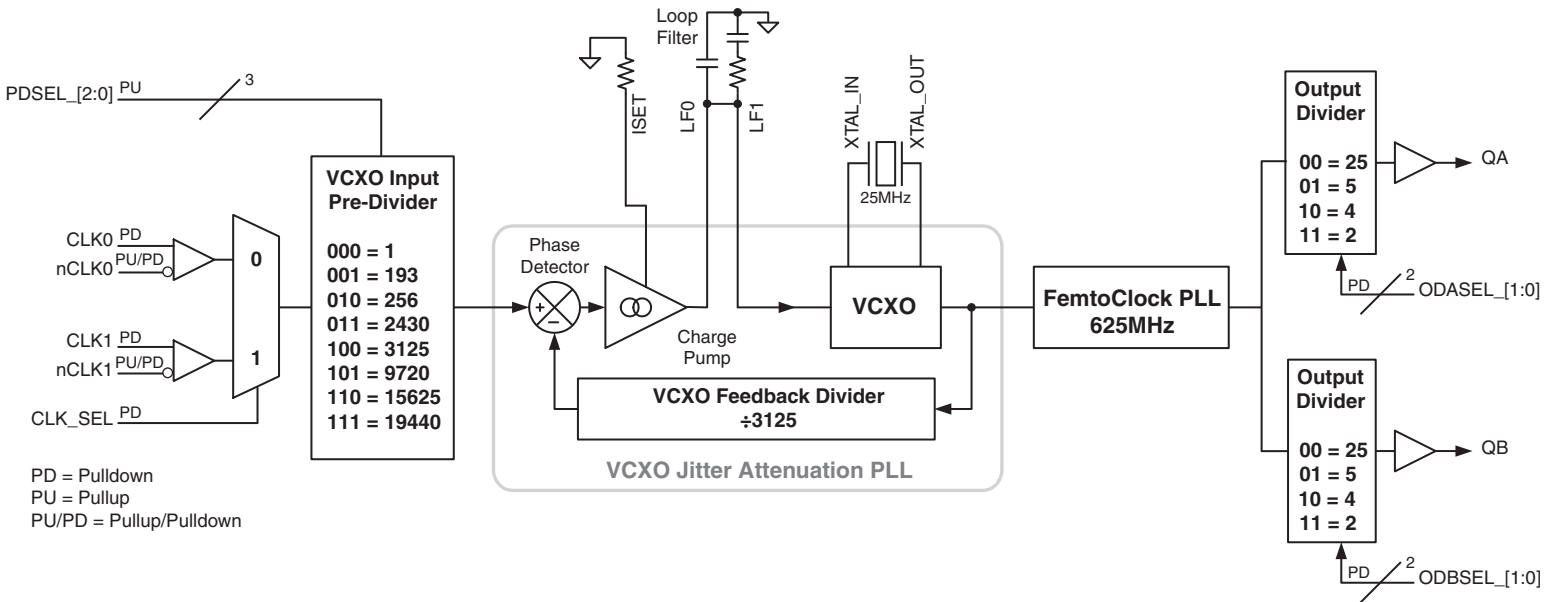 PDSEL_[2:0] PU
3
VCXO Input
Pre-Divider
000 = 1
001 = 193
010 = 256
011 = 2430
100 = 3125
101 = 9720
110 = 15625
111 = 19440
CLK0 PD
nCLK0 PU/PD
CLK1 PD
nCLK1 PU/PD
CLK_SEL PD
0
1
PD = Pulldown
PU = Pullup
PU/PD = Pullup/Pulldown
Loop
Filter
ISET
LF0
LF1
XTAL_IN
XTAL_OUT
25MHz
Phase
Detector
+
−
Charge
Pump
VCXO
VCXO Feedback Divider
÷3125
VCXO Jitter Attenuation PLL
FemtoClock PLL
625MHz
Output
Divider
00 = 25
01 = 5
10 = 4
11 = 2
QA
PD
2
ODASEL_[1:0]
Output
Divider
00 = 25
01 = 5
10 = 4
11 = 2
QB
PD
2
ODBSEL_[1:0]